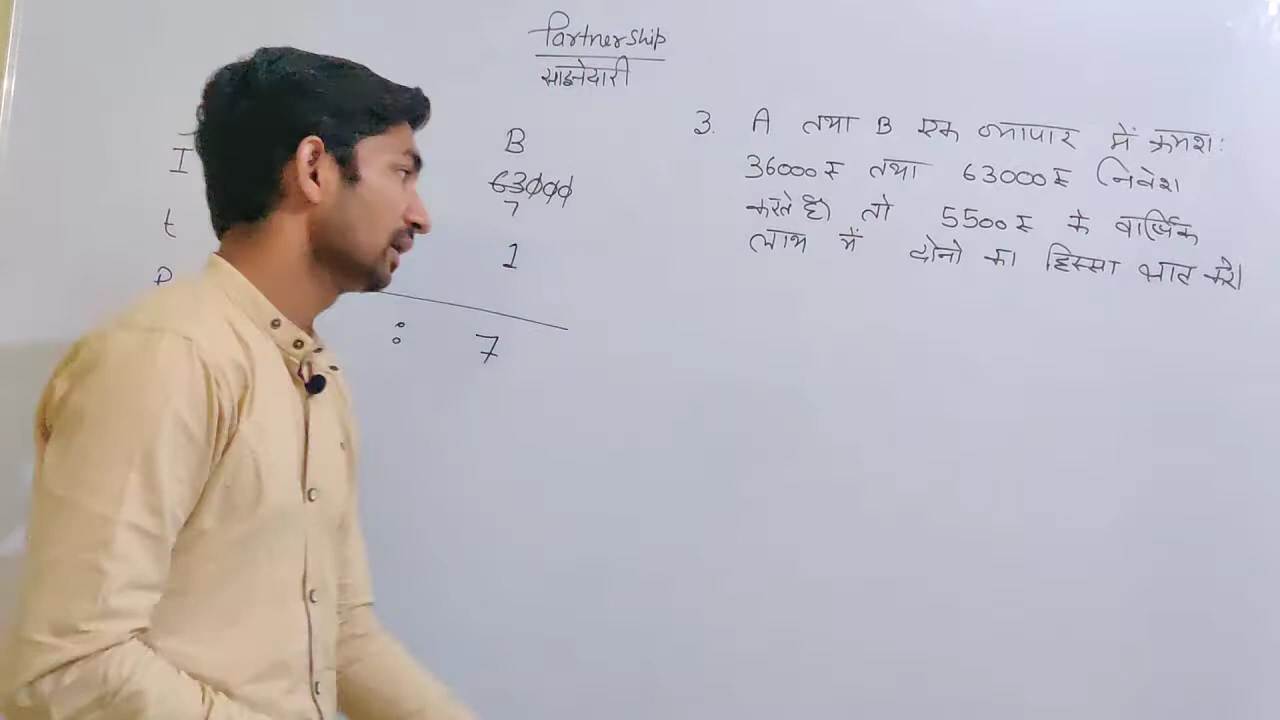 Partnership
साझेदारी
I B
63000
7
t 1
P
: 7
3. A तथा B एक व्यापार में क्रमशः
36000₹ तथा 63000₹ निवेश
करते है। तो 5500₹ के वार्षिक
लाभ में दोनो का हिस्सा ज्ञात करे।